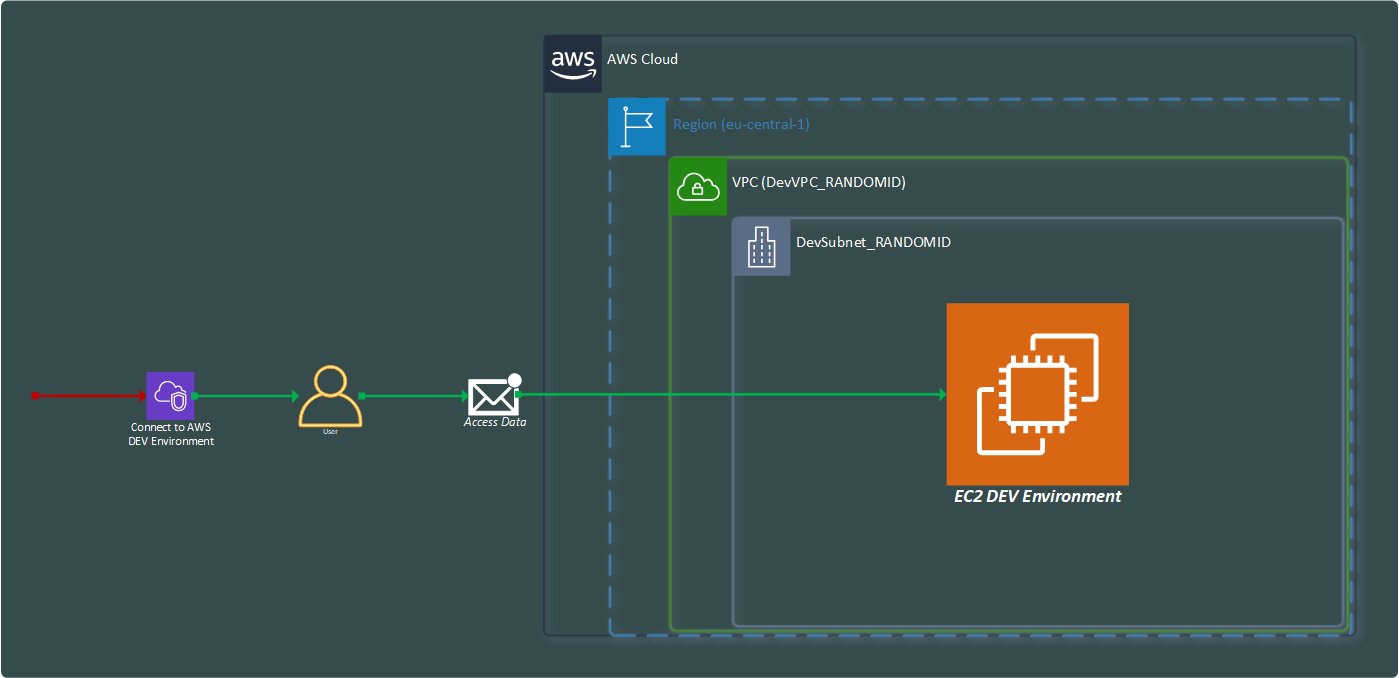 aws
AWS Cloud
Region (eu-central-1)
VPC (DevVPC_RANDOMID)
DevSubnet_RANDOMID
Connect to AWS
DEV Environment
User
Access Data
EC2 DEV Environment